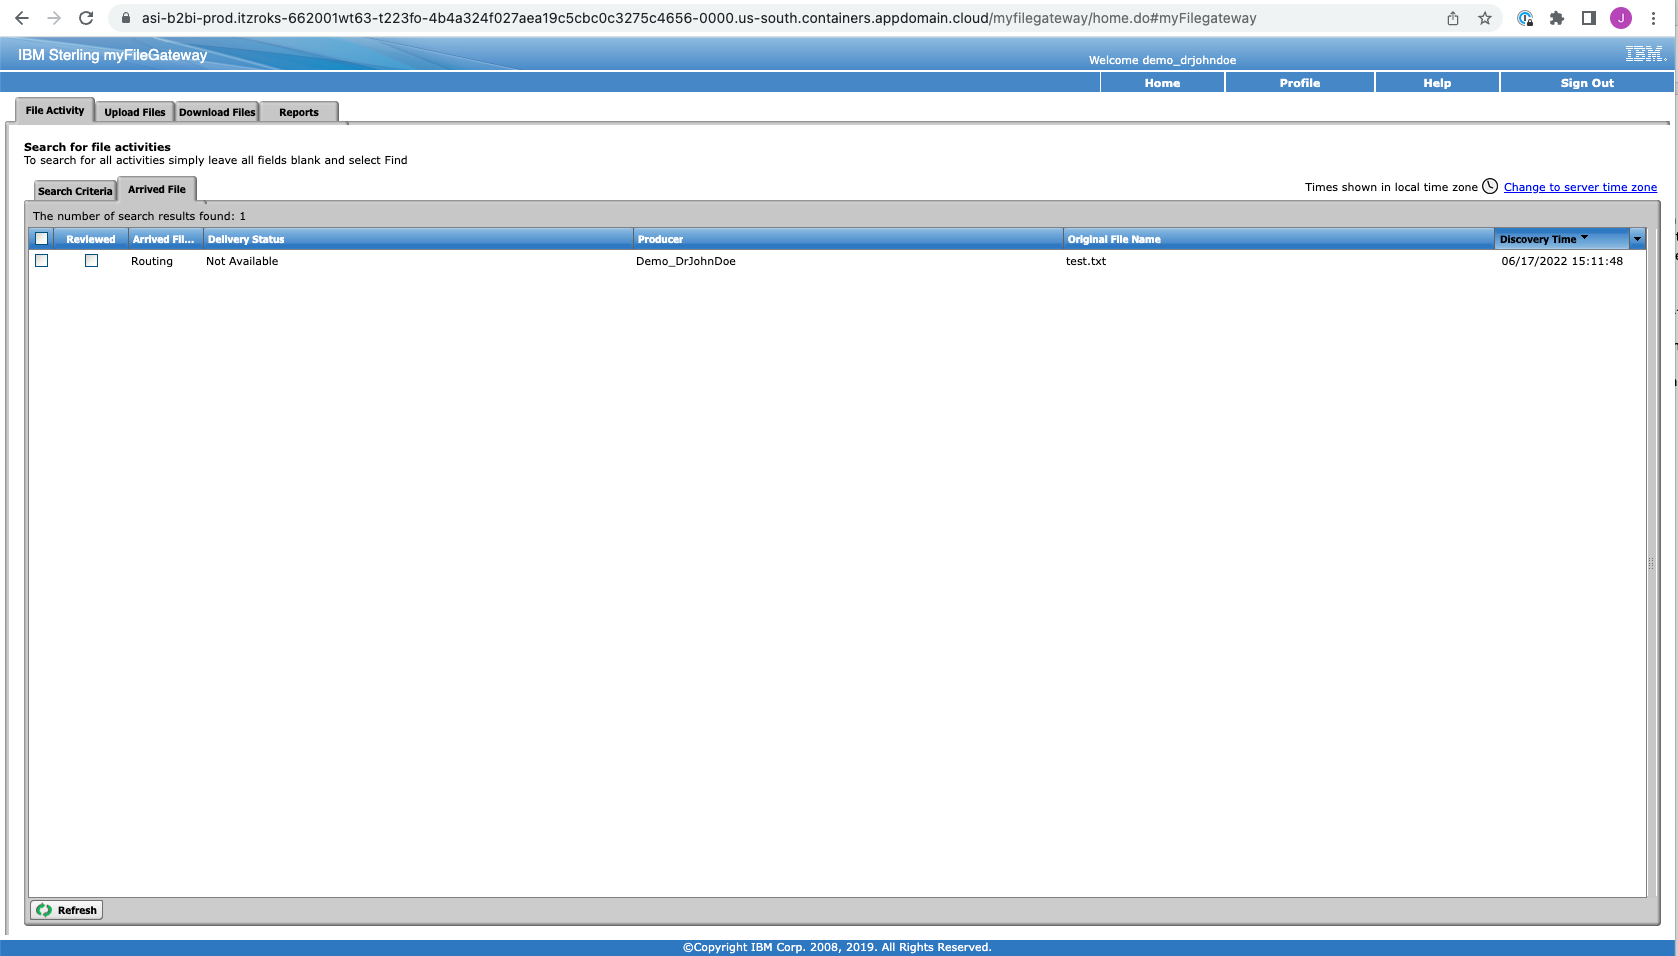 asi-b2bi-prod.itzroks-662001wt63-t223fo-4b4a324f027aea19c5cbc0c3275c4656-0000.us-south.containers.appdomain.cloud/myfilegateway/home.do#myFilegateway
J
IBM Sterling myFileGateway
Welcome demo_drjohndoe
IBM
Home Profile Help Sign Out
File Activity Upload Files Download Files Reports
Search for file activities
To search for all activities simply leave all fields blank and select Find
Search Criteria Arrived File
Times shown in local time zone Change to server time zone
The number of search results found: 1
Reviewed Arrived Fil... Delivery Status Producer Original File Name Discovery Time
Routing Not Available Demo_DrJohnDoe test.txt 06/17/2022 15:11:48
Refresh
©Copyright IBM Corp. 2008, 2019. All Rights Reserved.